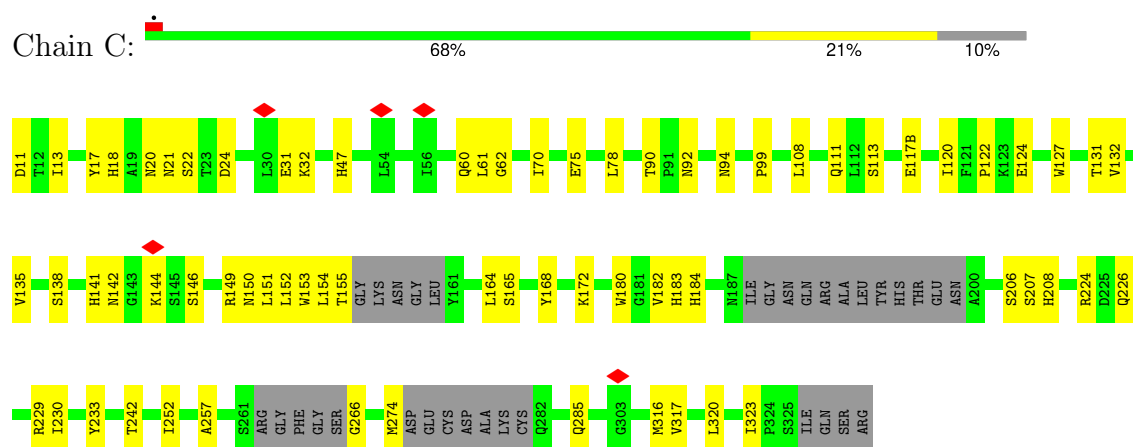 Chain C:
68% 21% 10%
D11 T12 I13 Y17 H18 A19 N20 N21 S22 T23 D24 L30 E31 K32 H47 L54 I56 Q60 L61 G62 I70 E75 L78 T90 P91 N92 N94 P99 L108 Q111 L112 S113 E117B I120 F121 P122 K123 E124 W127 T131 V132
V135 S138 H141 N142 G143 K144 S145 S146 R149 N150 L151 L152 W153 L154 T155 GLY LYS ASN GLY LEU Y161 L164 S165 Y168 K172 W180 G181 V182 H183 H184 N187 ILE GLY ASN GLN ARG ALA LEU TYR HIS THR GLU ASN A200 S206 S207 H208 R224 D225 Q226
R229 I230 Y233 T242 I252 A257 S261 ARG GLY PHE GLY SER G266 M274 ASP GLU CYS ASP ALA LYS CYS Q282 Q285 G303 M316 V317 L320 I323 P324 S325 ILE GLN SER ARG